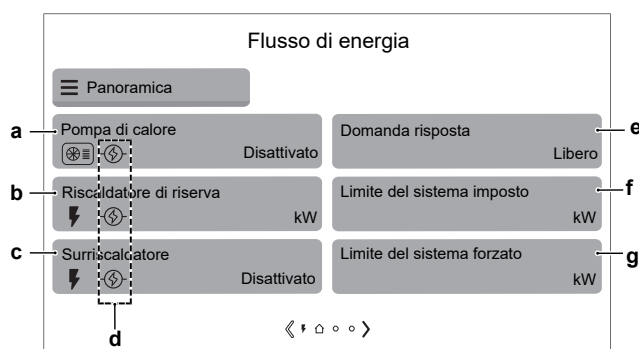 Flusso di energia
Panoramica
a
Pompa di calore
Disattivato
b
Riscaldatore di riserva
kW
c
Surriscaldatore
Disattivato
d
Domanda risposta
Libero
e
Limite del sistema imposto
kW
f
Limite del sistema forzato
kW
g